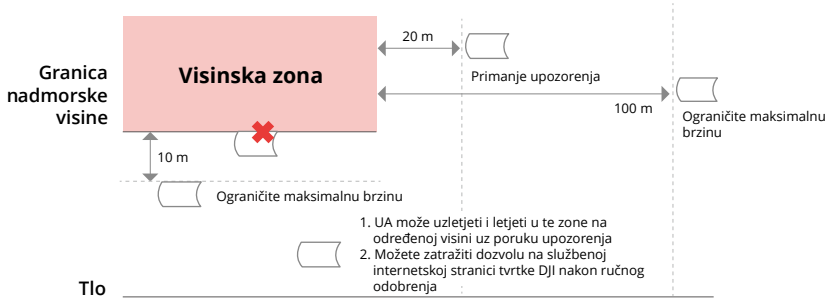 20 m
Primanje upozorenja
Visinska zona
Granica
nadmorske
visine
100 m
Ograničite maksimalnu
brzinu
10 m
Ograničite maksimalnu brzinu
1. UA može uzletjeti i letjeti u te zone na
određenoj visini uz poruku upozorenja
2. Možete zatražiti dozvolu na službenoj
internetskoj stranici tvrtke DJI nakon ručnog
odobrenja
Tlo